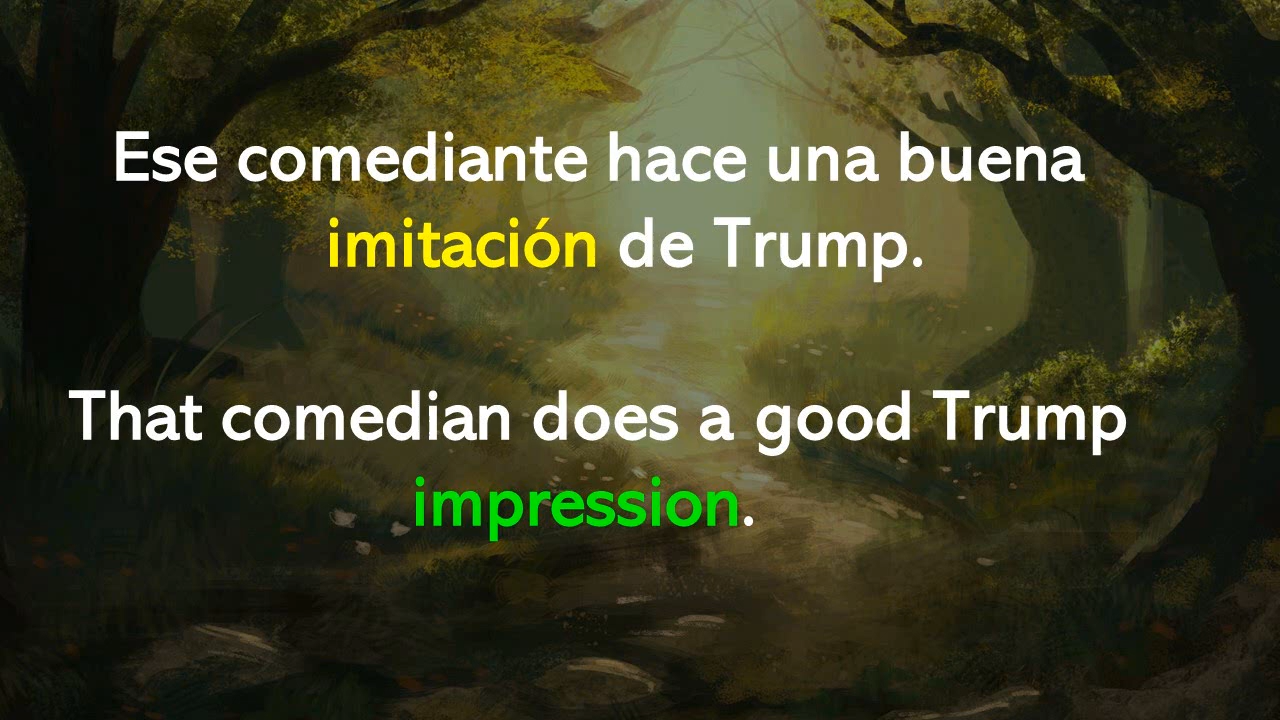 Ese comediante hace una buena
imitación de Trump.
That comedian does a good Trump
impression.